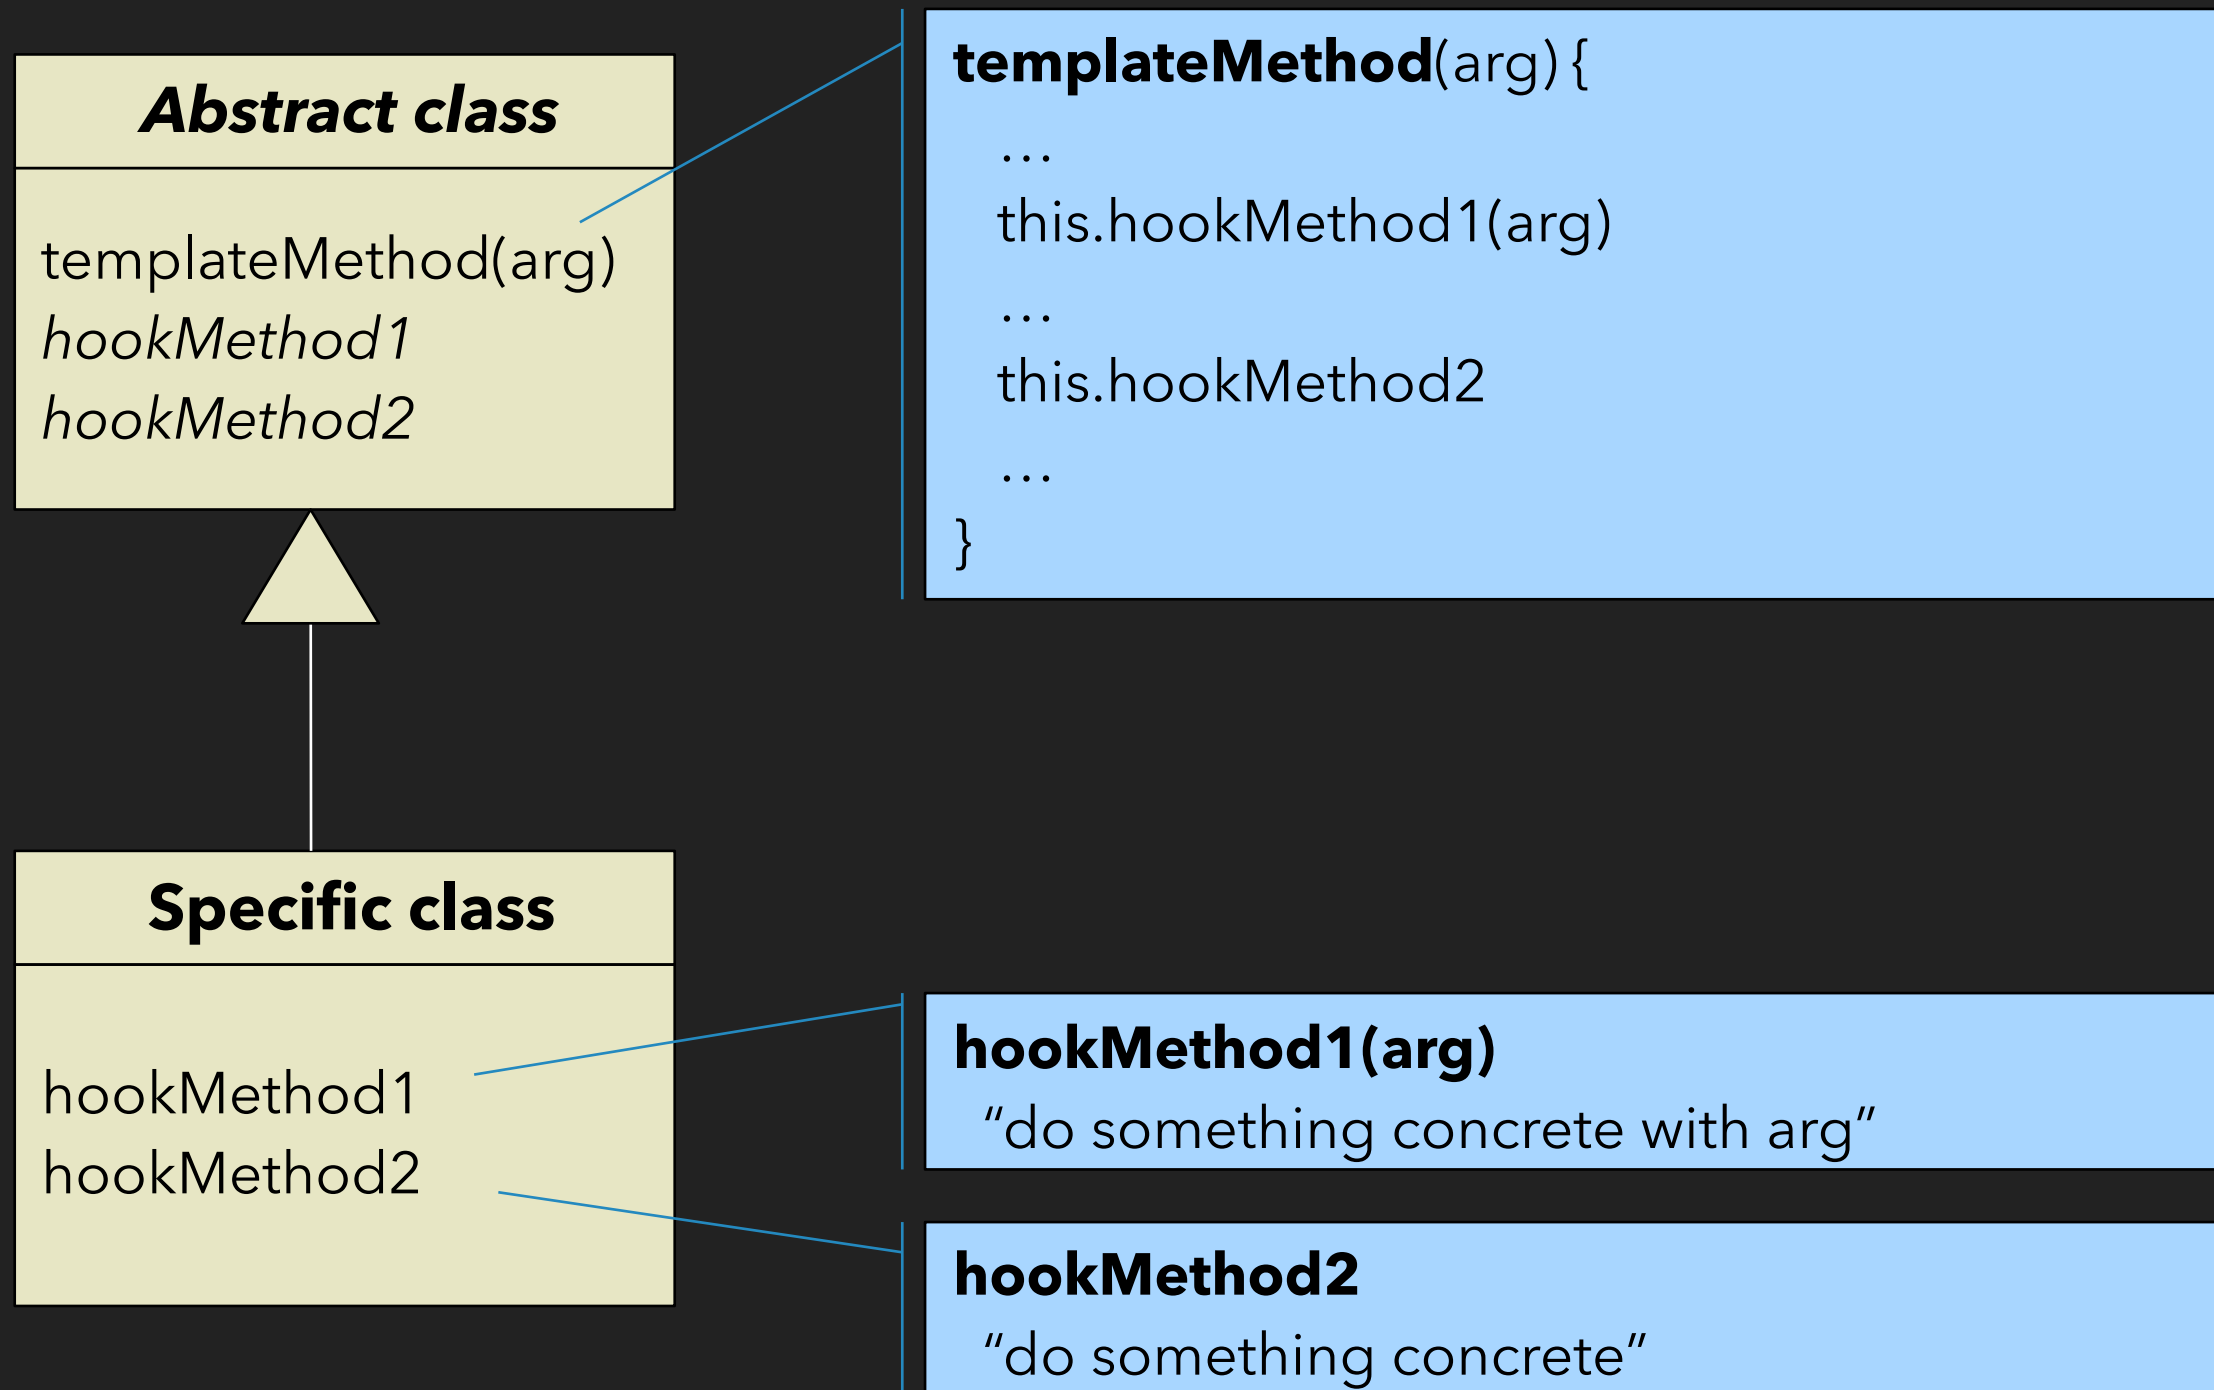 Abstract class
templateMethod(arg)
hookMethod1
hookMethod2
templateMethod(arg) {
…
this.hookMethod1(arg)
…
this.hookMethod2
…
}
Specific class
hookMethod1
hookMethod2
hookMethod1(arg)
“do something concrete with arg”
hookMethod2
“do something concrete”